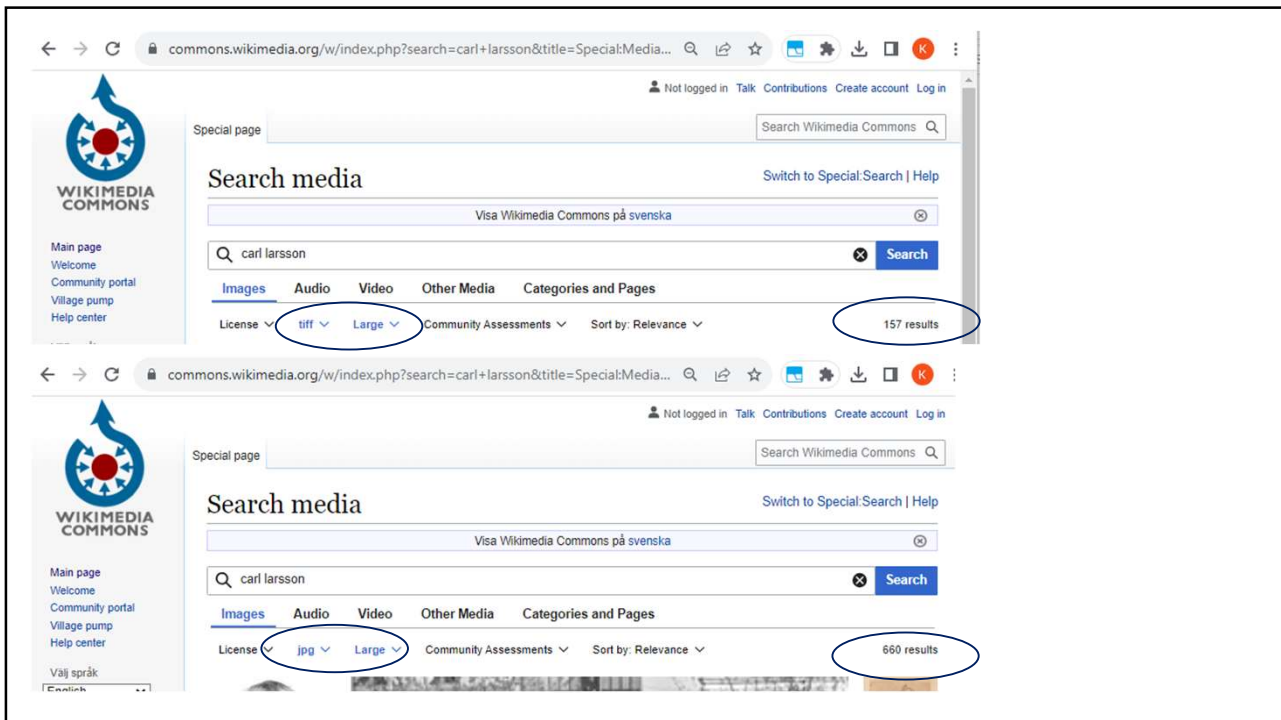 commons.wikimedia.org/w/index.php?search=carl+larsson&title=Special:Media... K
Not logged in Talk Contributions Create account Log in
Special page
Search Wikimedia Commons
Search media
Switch to Special:Search | Help
WIKIMEDIA
COMMONS
Visa Wikimedia Commons på svenska
Main page
Welcome
Community portal
Village pump
Help center
carl larsson
Search
Images Audio Video Other Media Categories and Pages
License tiff Large Community Assessments Sort by: Relevance 157 results
commons.wikimedia.org/w/index.php?search=carl+larsson&title=Special:Media... K
Not logged in Talk Contributions Create account Log in
Special page
Search Wikimedia Commons
Search media
Switch to Special:Search | Help
WIKIMEDIA
COMMONS
Visa Wikimedia Commons på svenska
Main page
Welcome
Community portal
Village pump
Help center
Välj språk
English
carl larsson
Search
Images Audio Video Other Media Categories and Pages
License jpg Large Community Assessments Sort by: Relevance 660 results